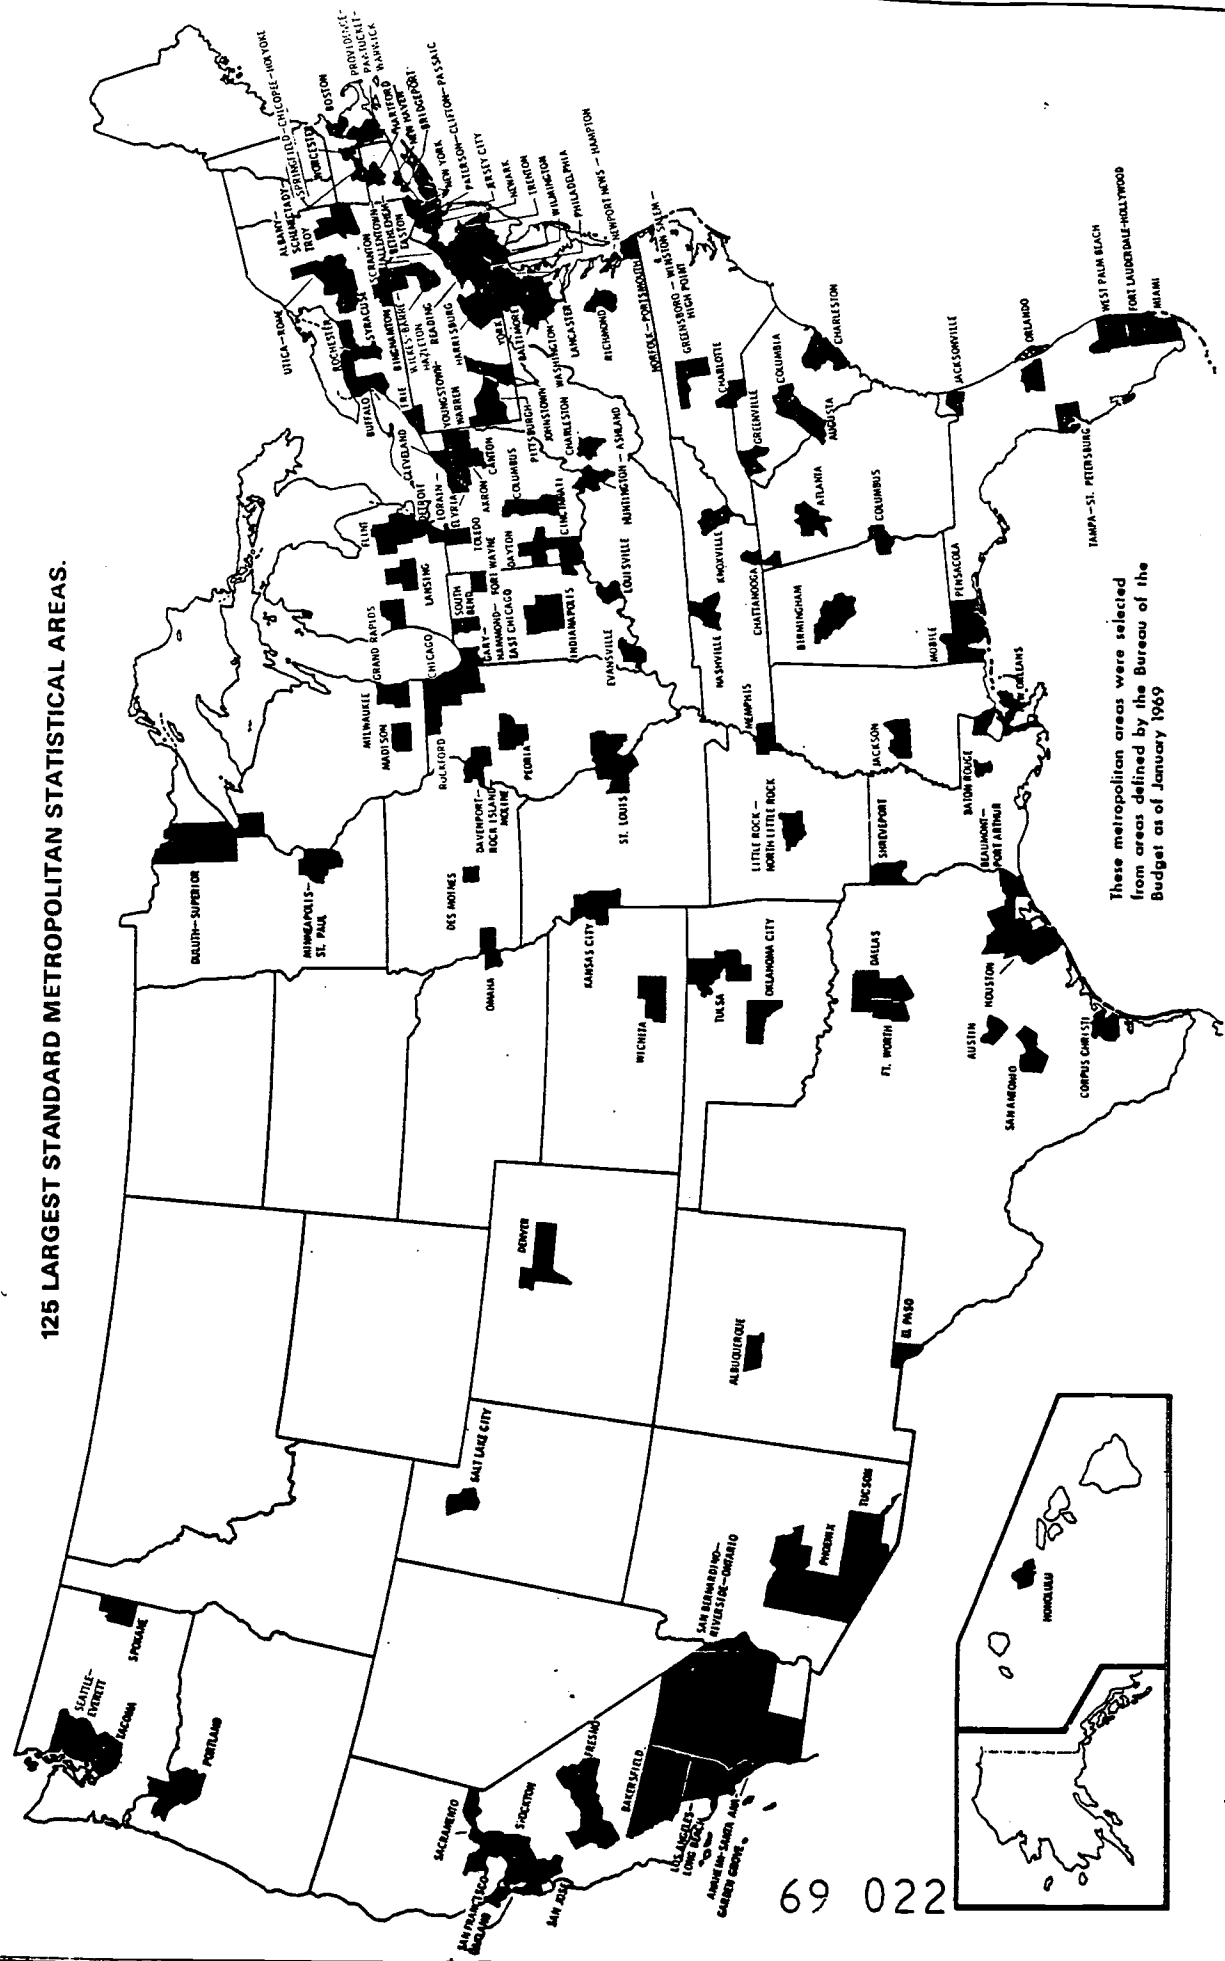 125 LARGEST STANDARD METROPOLITAN STATISTICAL AREAS.
SEATTLE–
EVERETT
TACOMA
SPOKANE
PORTLAND
SACRAMENTO
STOCKTON
SAN FRANCISCO–
OAKLAND
SAN JOSE
FRESNO
BAKERSFIELD
LOS ANGELES–
LONG BEACH
ANAHEIM–SANTA ANA–
GARDEN GROVE
SAN BERNARDINO–
RIVERSIDE–ONTARIO
PHOENIX
TUCSON
SALT LAKE CITY
DENVER
ALBUQUERQUE
EL PASO
DULUTH–SUPERIOR
MINNEAPOLIS–
ST. PAUL
DES MOINES
OMAHA
DAVENPORT–
ROCK ISLAND
MOLINE
KANSAS CITY
ST. LOUIS
WICHITA
TULSA
OKLAHOMA CITY
LITTLE ROCK–
NORTH LITTLE ROCK
DALLAS
FT. WORTH
SHREVEPORT
AUSTIN
HOUSTON
SAN ANTONIO
CORPUS CHRISTI
BEAUMONT–
PORT ARTHUR
BATON ROUGE
ORLEANS
JACKSON
MEMPHIS
MILWAUKEE
MADISON
ROCKFORD
CHICAGO
PEORIA
GRAND RAPIDS
LANSING
FLINT
DETROIT
SOUTH
BEND
GARY–
HAMMOND–
EAST CHICAGO
FORT WAYNE
INDIANAPOLIS
EVANSVILLE
LOUISVILLE
TOLEDO
LORAIN–
ELYRIA
CLEVELAND
AKRON
CANTON
COLUMBUS
DAYTON
CINCINNATI
YOUNGSTOWN–
WARREN
ERIE
PITTSBURGH
JOHNSTOWN
CHARLESTON
HUNTINGTON – ASHLAND
BUFFALO
ROCHESTER
SYRACUSE
UTICA–ROME
ALBANY–
SCHENECTADY–
TROY
BINGHAMTON
SCRANTON
WILKES-BARRE–
HAZLETON
ALLENTOWN–
BETHLEHEM–
EASTON
READING
HARRISBURG
YORK
LANCASTER
BALTIMORE
WASHINGTON
SPRINGFIELD–CHICOPEE–HOLYOKE
WORCESTER
BOSTON
PROVIDENCE–
PAWTUCKET–
WARWICK
HARTFORD
NEW HAVEN
BRIDGEPORT
NEW YORK
PATERSON–CLIFTON–PASSAIC
JERSEY CITY
NEWARK
TRENTON
WILMINGTON
PHILADELPHIA
NEWPORT NEWS – HAMPTON
RICHMOND
NORFOLK–PORTSMOUTH
GREENSBORO – WINSTON SALEM –
HIGH POINT
CHARLOTTE
GREENVILLE
COLUMBIA
CHARLESTON
AUGUSTA
ATLANTA
COLUMBUS
KNOXVILLE
CHATTANOOGA
NASHVILLE
BIRMINGHAM
MOBILE
PENSACOLA
JACKSONVILLE
ORLANDO
TAMPA–ST. PETERSBURG
WEST PALM BEACH
FORT LAUDERDALE–HOLLYWOOD
MIAMI
HONOLULU
These metropolitan areas were selected
from areas defined by the Bureau of the
Budget as of January 1969
69 022